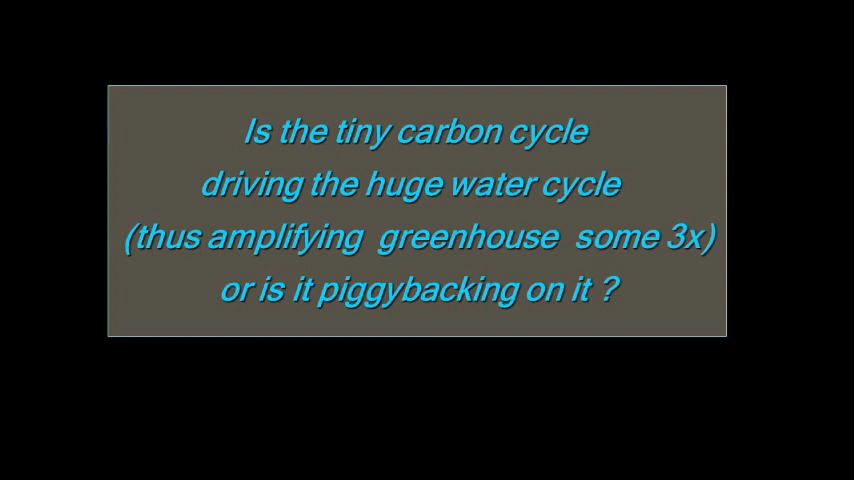 Is the tiny carbon cycle
driving the huge water cycle
(thus amplifying greenhouse some 3x)
or is it piggybacking on it ?